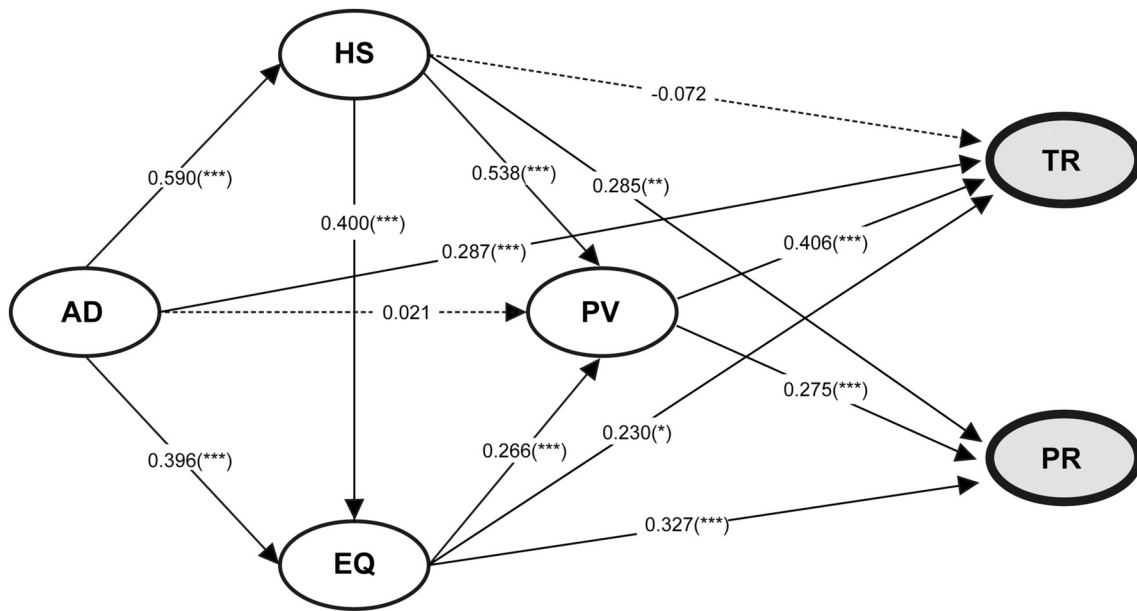 HS
-0.072
TR
0.590(***)
0.538(***)
0.285(**)
0.400(***)
0.287(***)
0.406(***)
AD
0.021
PV
0.275(***)
0.396(***)
0.266(***)
0.230(*)
PR
0.327(***)
EQ